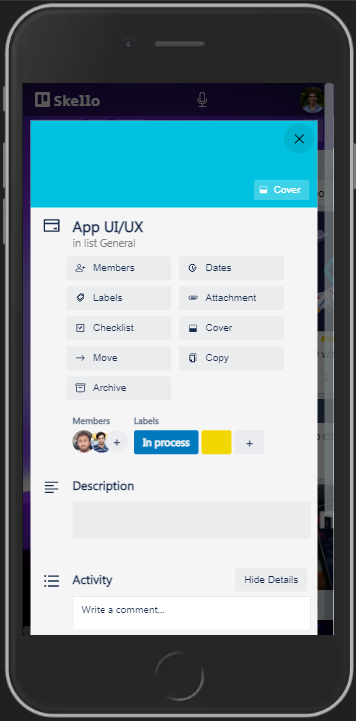 Skello
Cover
App UI/UX
in list General
Members
Dates
Labels
Attachment
Checklist
Cover
Move
Copy
Archive
Members
Labels
+
In process
+
Description
Activity
Hide Details
Write a comment...